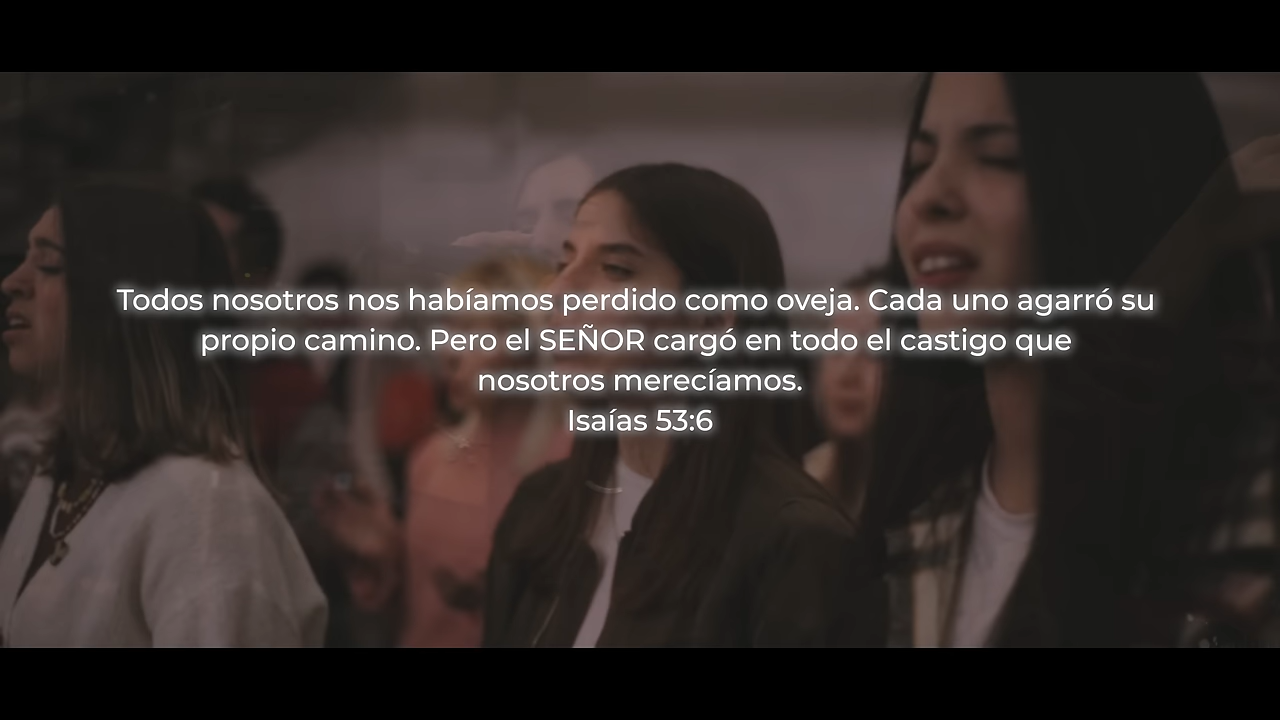 Todos nosotros nos habíamos perdido como oveja. Cada uno agarró su
propio camino. Pero el SEÑOR cargó en todo el castigo que
nosotros merecíamos.
Isaías 53:6